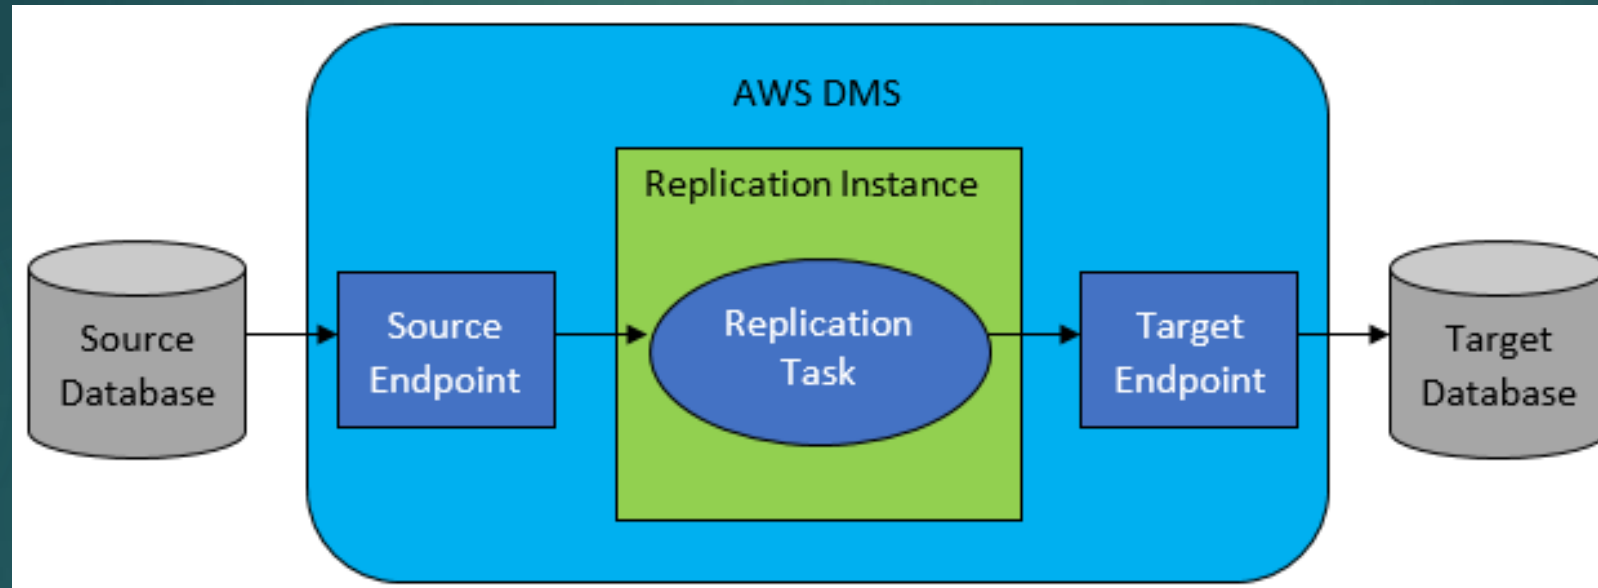 AWS DMS
Replication Instance
Source
Database
Source
Endpoint
Replication
Task
Target
Endpoint
Target
Database